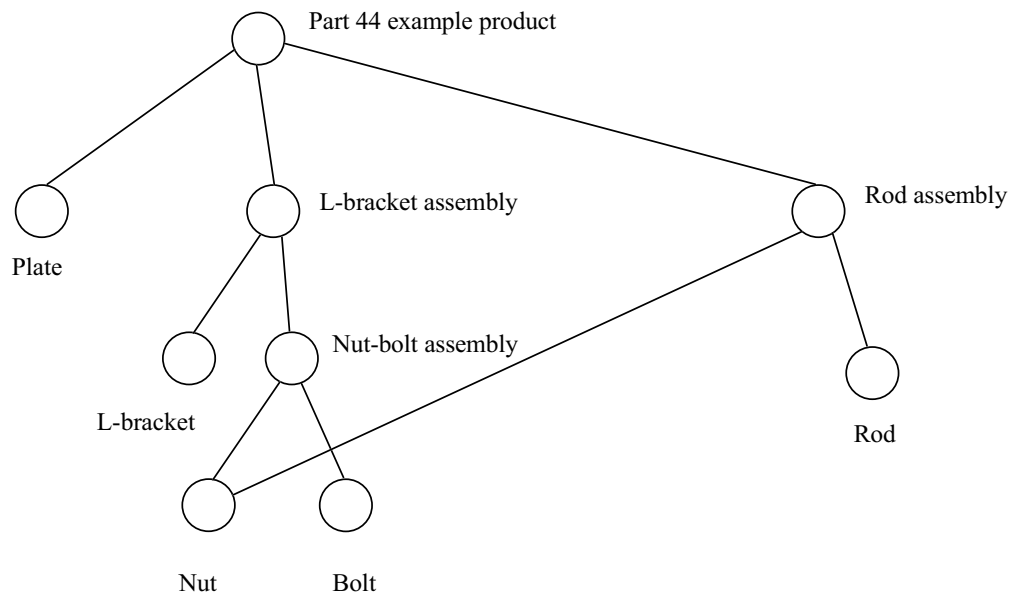 Part 44 example product
L-bracket assembly
Rod assembly
Plate
Nut-bolt assembly
L-bracket
Rod
Nut
Bolt